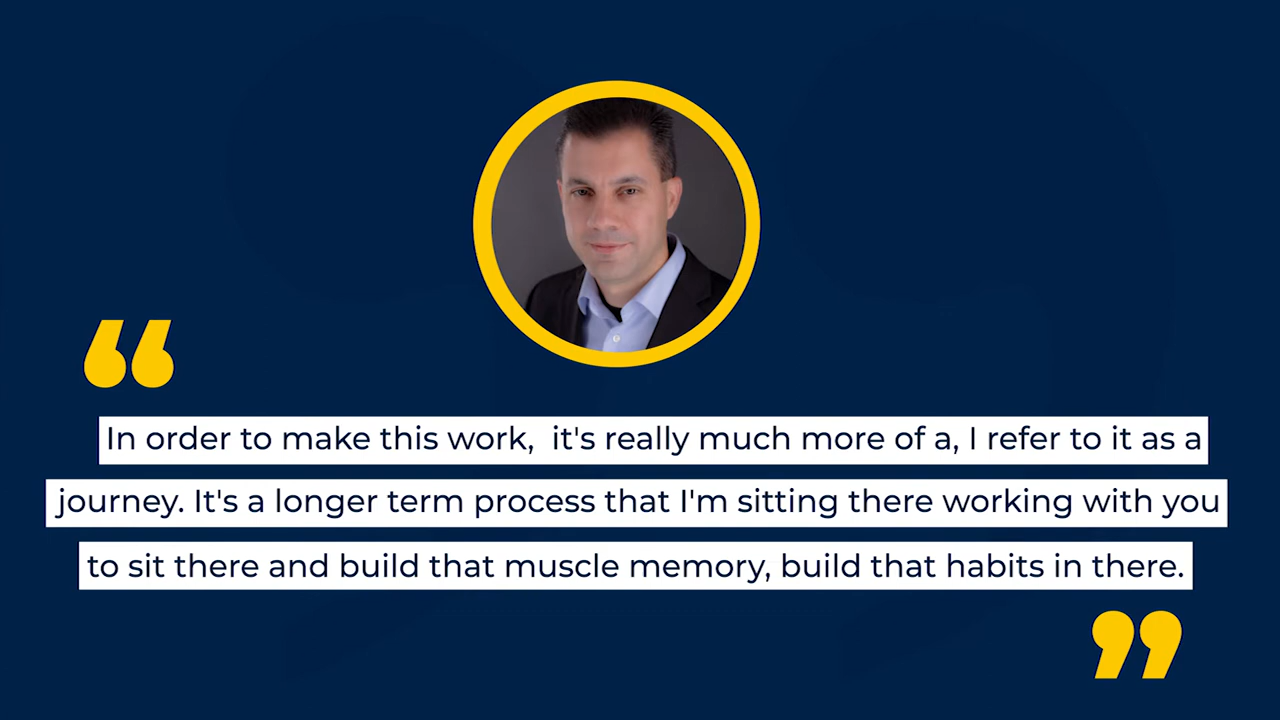 “
In order to make this work,  it's really much more of a, I refer to it as a
journey. It's a longer term process that I'm sitting there working with you
to sit there and build that muscle memory, build that habits in there.
”